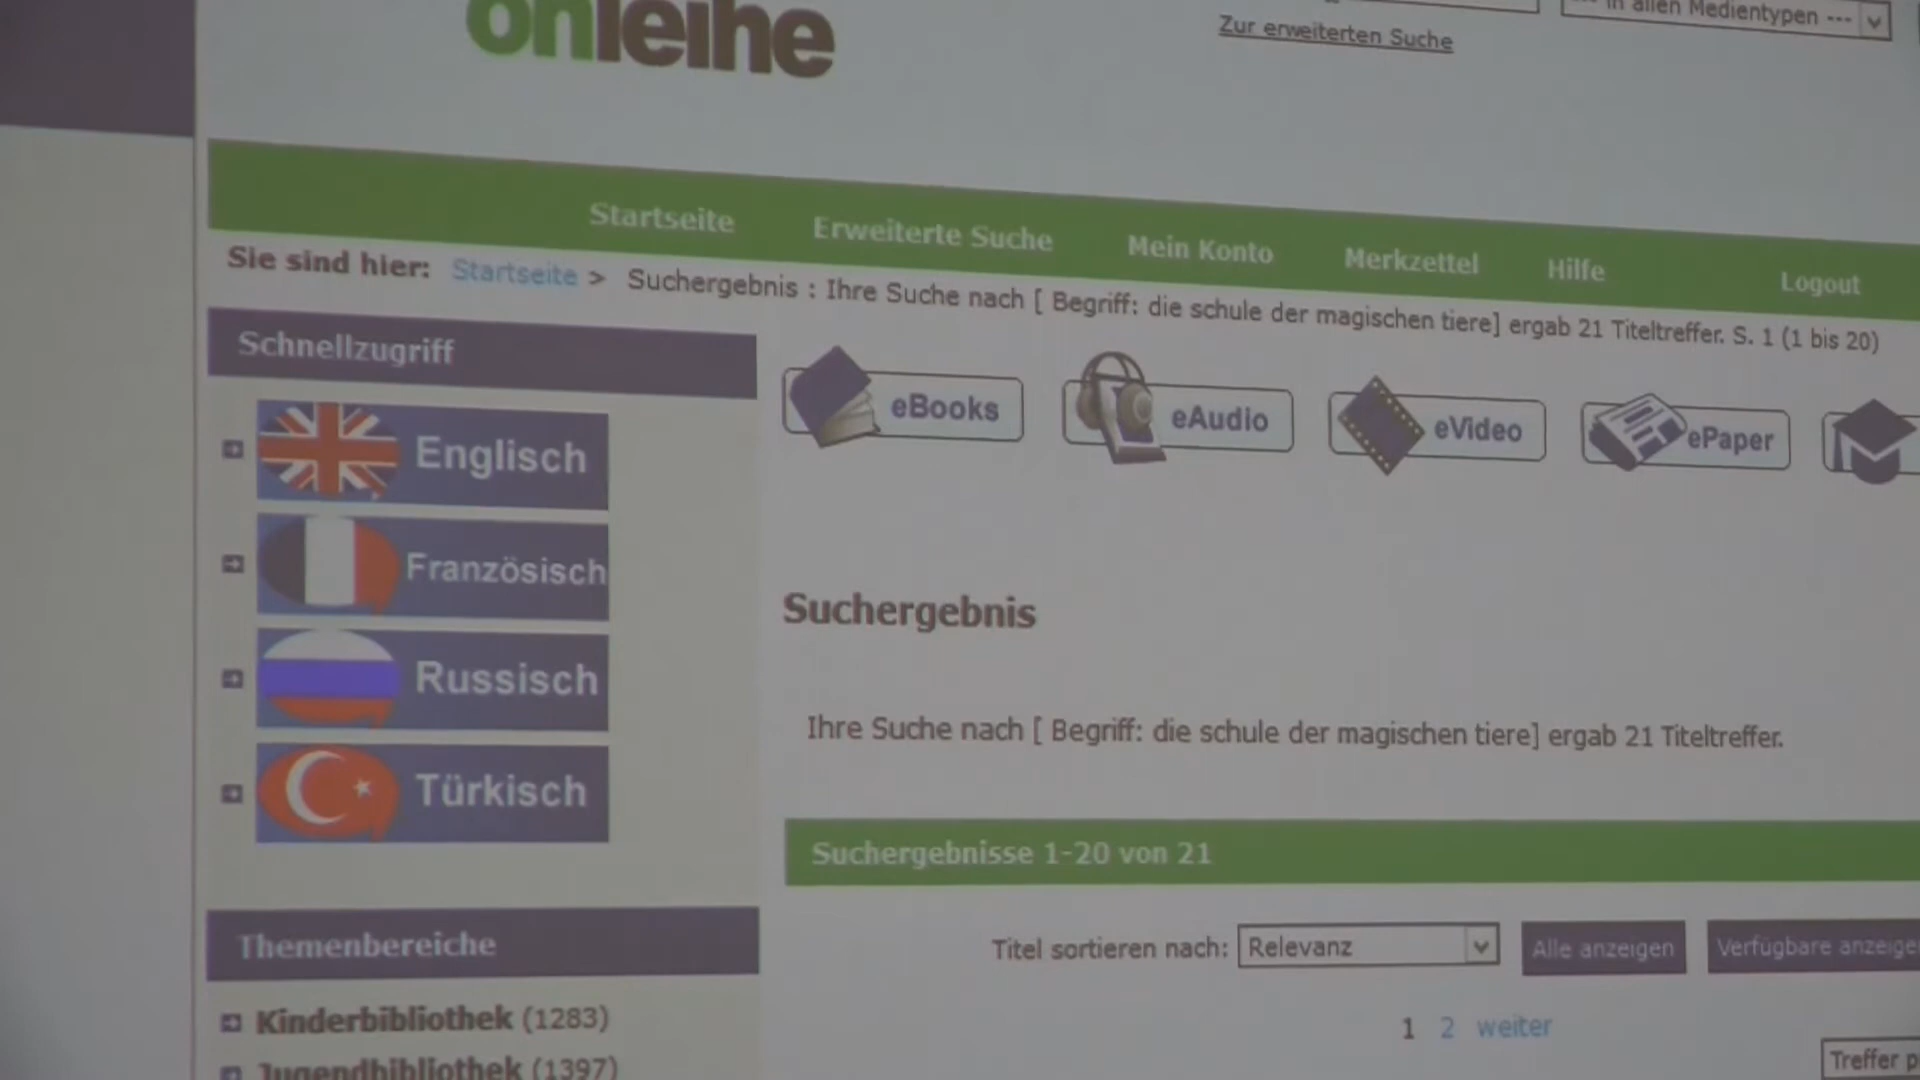 onleihe
in allen Medientypen ---
Zur erweiterten Suche
Startseite Erweiterte Suche Mein Konto Merkzettel Hilfe Logout
Sie sind hier: Startseite > Suchergebnis : Ihre Suche nach [ Begriff: die schule der magischen tiere] ergab 21 Titeltreffer. S. 1 (1 bis 20)
Schnellzugriff
eBooks eAudio eVideo ePaper
Englisch
Französisch
Russisch
Türkisch
Suchergebnis
Ihre Suche nach [ Begriff: die schule der magischen tiere] ergab 21 Titeltreffer.
Suchergebnisse 1-20 von 21
Titel sortieren nach: Relevanz Alle anzeigen Verfügbare anzeige
1 2 weiter
Treffer p
Themenbereiche
Kinderbibliothek (1283)
Jugendbibliothek (1397)